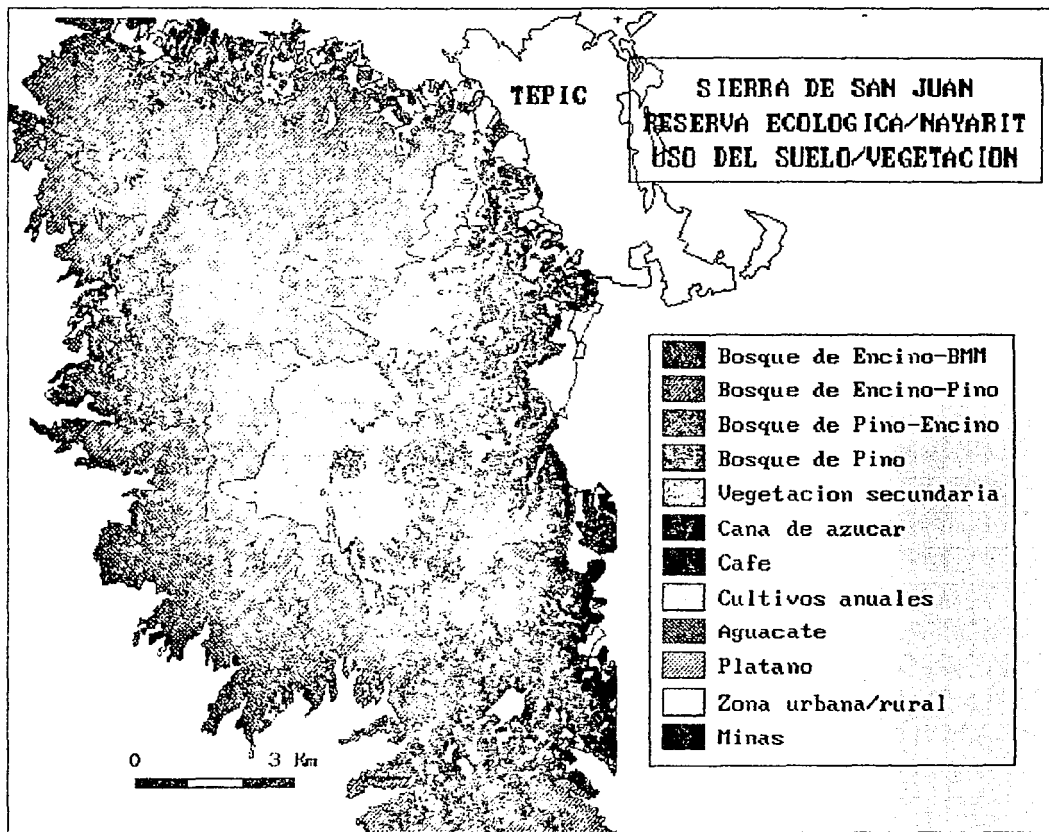 TEPIC
SIERRA DE SAN JUAN
RESERVA ECOLOGICA/NAYARIT
USO DEL SUELO/VEGETACION
Bosque de Encino-BMM
Bosque de Encino-Pino
Bosque de Pino-Encino
Bosque de Pino
Vegetacion secundaria
Cana de azucar
Cafe
Cultivos anuales
Aguacate
Platano
Zona urbana/rural
Minas
0 3 Km